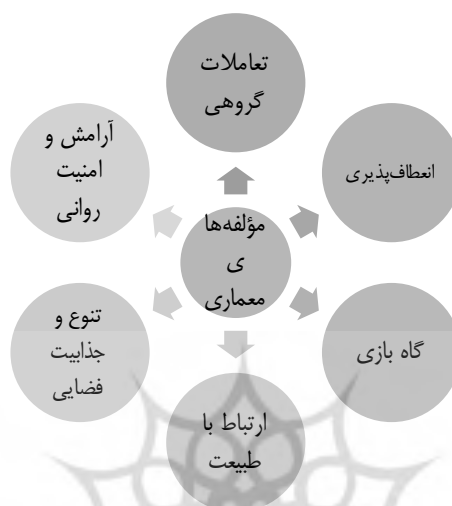 تعاملات
گروهی
انعطاف‌پذیری
گاه بازی
ارتباط با
طبیعت
تنوع و
جذابیت
فضایی
آرامش و
امنیت
روانی
مؤلفه‌ها
ی
معماری